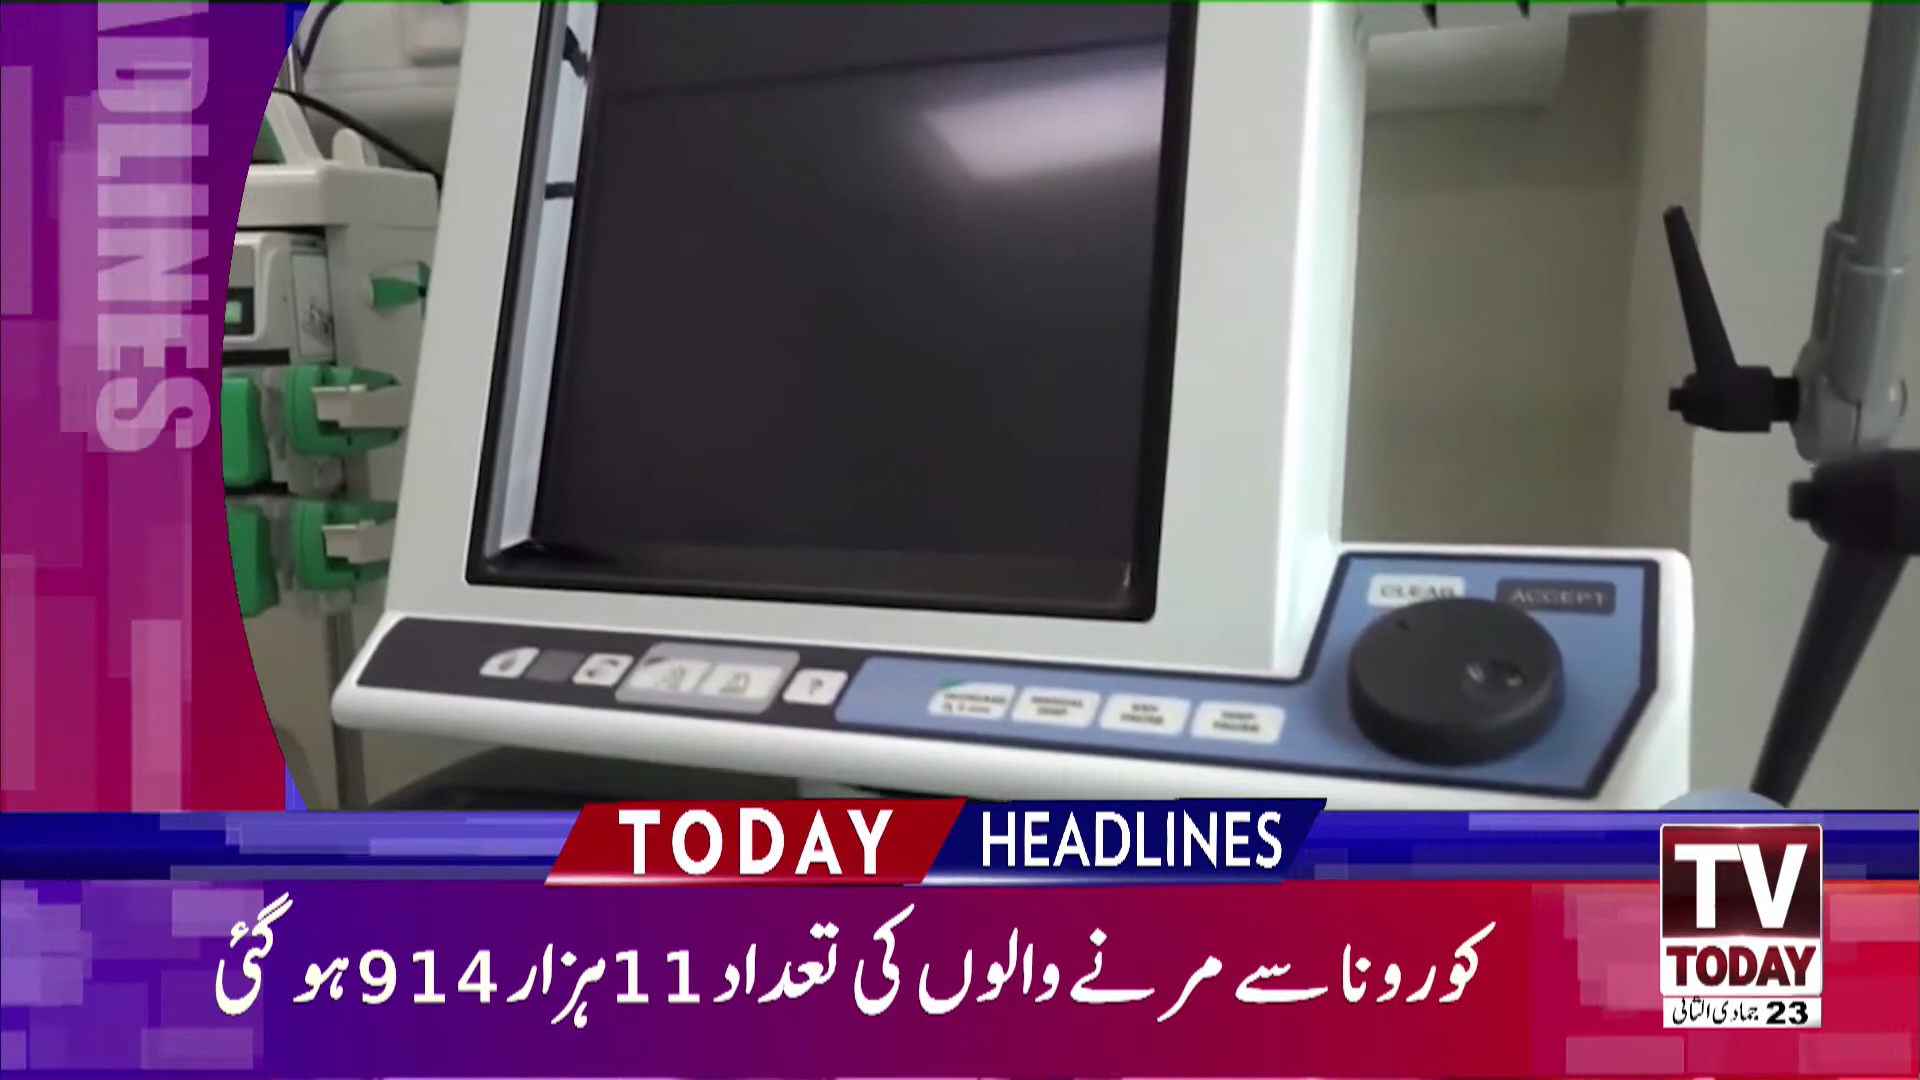 ADLINES
CLEAR
ACCEPT
?
TODAY HEADLINES
کورونا سے مرنے والوں کی تعداد 11 ہزار 914 ہو گئی
TV
TODAY
23 جمادی الثانی